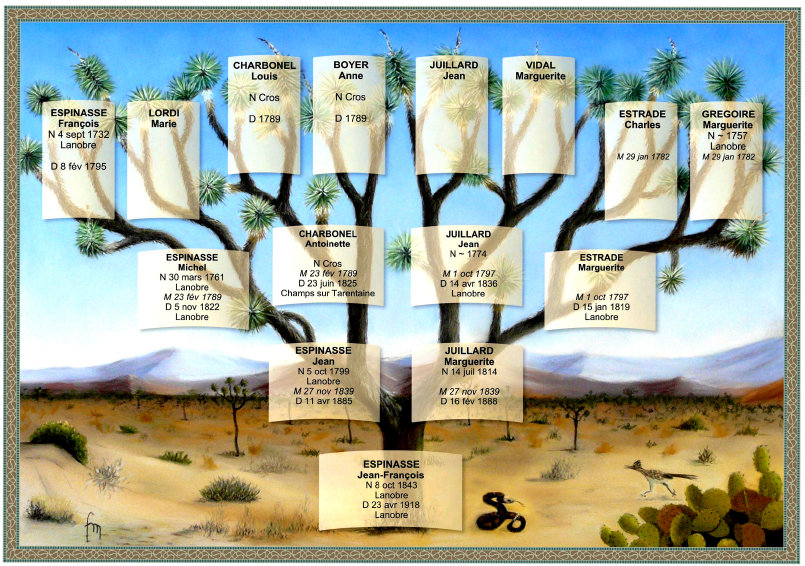 ESPINASSE
François
N 4 sept 1732
Lanobre
D 8 fév 1795
LORDI
Marie
CHARBONEL
Louis
N Cros
D 1789
BOYER
Anne
N Cros
D 1789
JUILLARD
Jean
VIDAL
Marguerite
ESTRADE
Charles
M 29 jan 1782
GREGOIRE
Marguerite
N ~ 1757
Lanobre
M 29 jan 1782
ESPINASSE
Michel
N 30 mars 1761
Lanobre
M 23 fév 1789
D 5 nov 1822
Lanobre
CHARBONEL
Antoinette
N Cros
M 23 fév 1789
D 23 juin 1825
Champs sur Tarentaine
JUILLARD
Jean
N ~ 1774
M 1 oct 1797
D 14 avr 1836
Lanobre
ESTRADE
Marguerite
M 1 oct 1797
D 15 jan 1819
Lanobre
ESPINASSE
Jean
N 5 oct 1799
Lanobre
M 27 nov 1839
D 11 avr 1885
JUILLARD
Marguerite
N 14 juil 1814
M 27 nov 1839
D 16 fév 1888
ESPINASSE
Jean-François
N 8 oct 1843
Lanobre
D 23 avr 1918
Lanobre